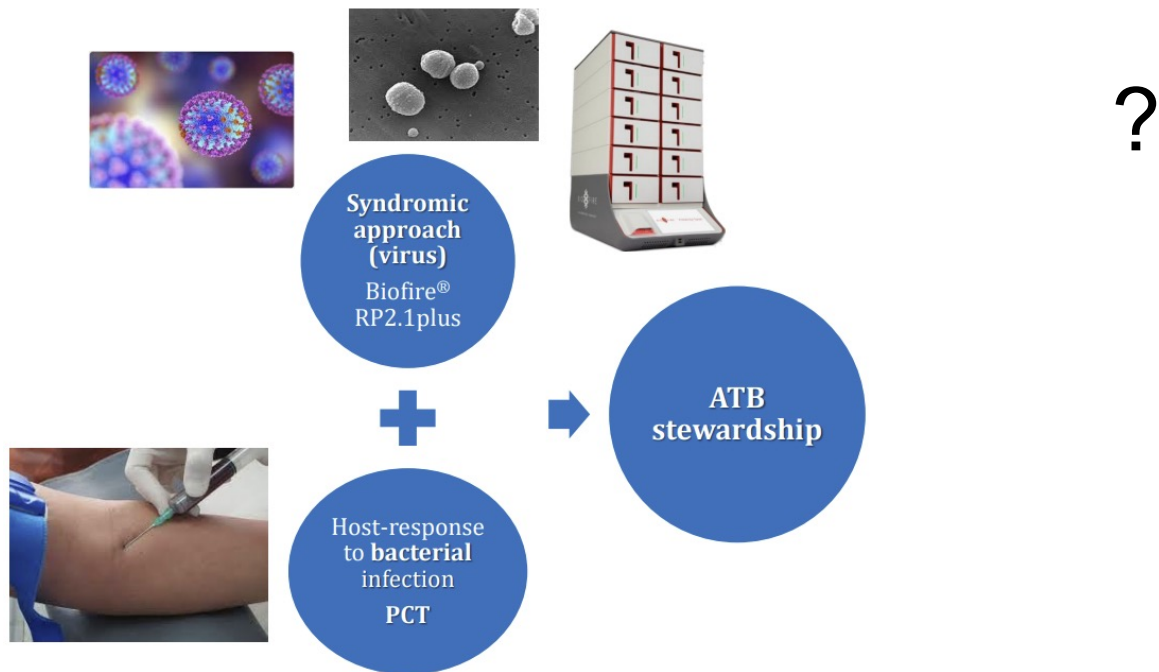 ?
Syndromic
approach
(virus)
Biofire®
RP2.1plus
ATB
stewardship
Host-response
to bacterial
infection
PCT